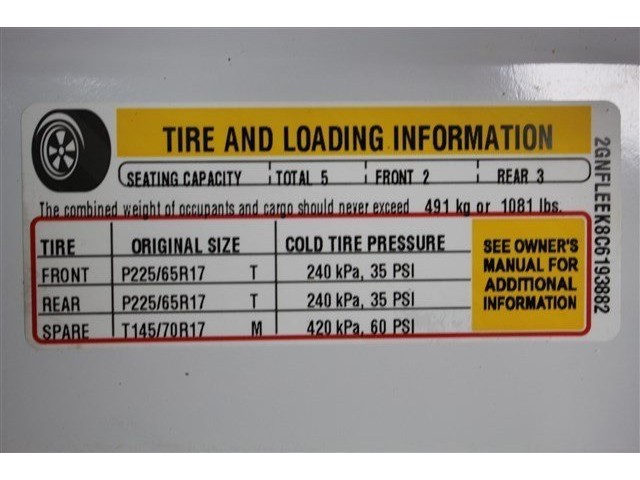 TIRE AND LOADING INFORMATION
SEATING CAPACITY TOTAL 5 FRONT 2 REAR 3
The combined weight of occupants and cargo should never exceed 491 kg or 1081 lbs.
TIRE ORIGINAL SIZE COLD TIRE PRESSURE
FRONT P225/65R17 T 240 kPa, 35 PSI
REAR P225/65R17 T 240 kPa, 35 PSI
SPARE T145/70R17 M 420 kPa, 60 PSI
SEE OWNER'S
MANUAL FOR
ADDITIONAL
INFORMATION
2GNFLEEK8C6193882